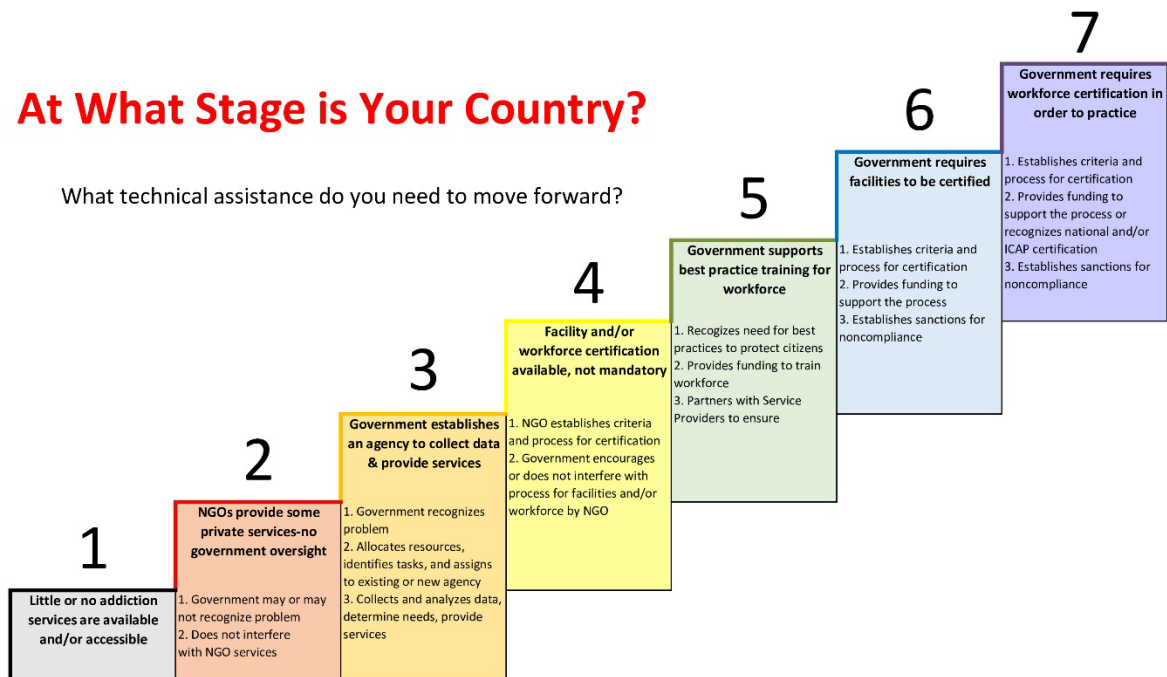 At What Stage is Your Country?
What technical assistance do you need to move forward?
1
Little or no addiction
services are available
and/or accessible
2
NGOs provide some
private services-no
government oversight
1. Government may or may
not recognize problem
2. Does not interfere
with NGO services
3
Government establishes
an agency to collect data
& provide services
1. Government recognizes
problem
2. Allocates resources,
identifies tasks, and assigns
to existing or new agency
3. Collects and analyzes data,
determine needs, provide
services
4
Facility and/or
workforce certification
available, not mandatory
1. NGO establishes criteria
and process for certification
2. Government encourages
or does not interfere with
process for facilities and/or
workforce by NGO
5
Government supports
best practice training for
workforce
1. Recogizes need for best
practices to protect citizens
2. Provides funding to train
workforce
3. Partners with Service
Providers to ensure
6
Government requires
facilities to be certified
1. Establishes criteria and
process for certification
2. Provides funding to
support the process
3. Establishes sanctions for
noncompliance
7
Government requires
workforce certification in
order to practice
1. Establishes criteria and
process for certification
2. Provides funding to
support the process or
recognizes national and/or
ICAP certification
3. Establishes sanctions for
noncompliance